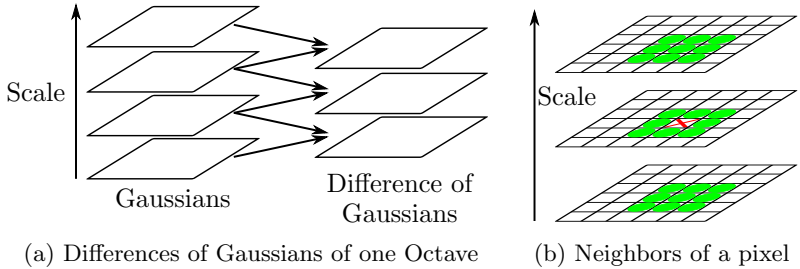 Scale
Gaussians
Difference of
Gaussians
(a) Differences of Gaussians of one Octave
Scale
(b) Neighbors of a pixel